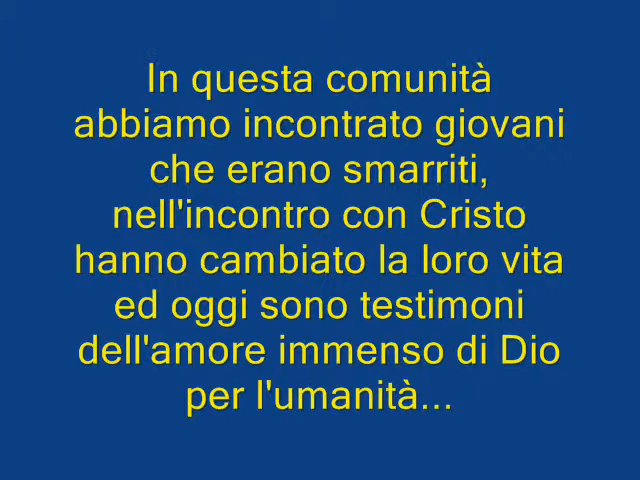 In questa comunità
abbiamo incontrato giovani
che erano smarriti,
nell'incontro con Cristo
hanno cambiato la loro vita
ed oggi sono testimoni
dell'amore immenso di Dio
per l'umanità...